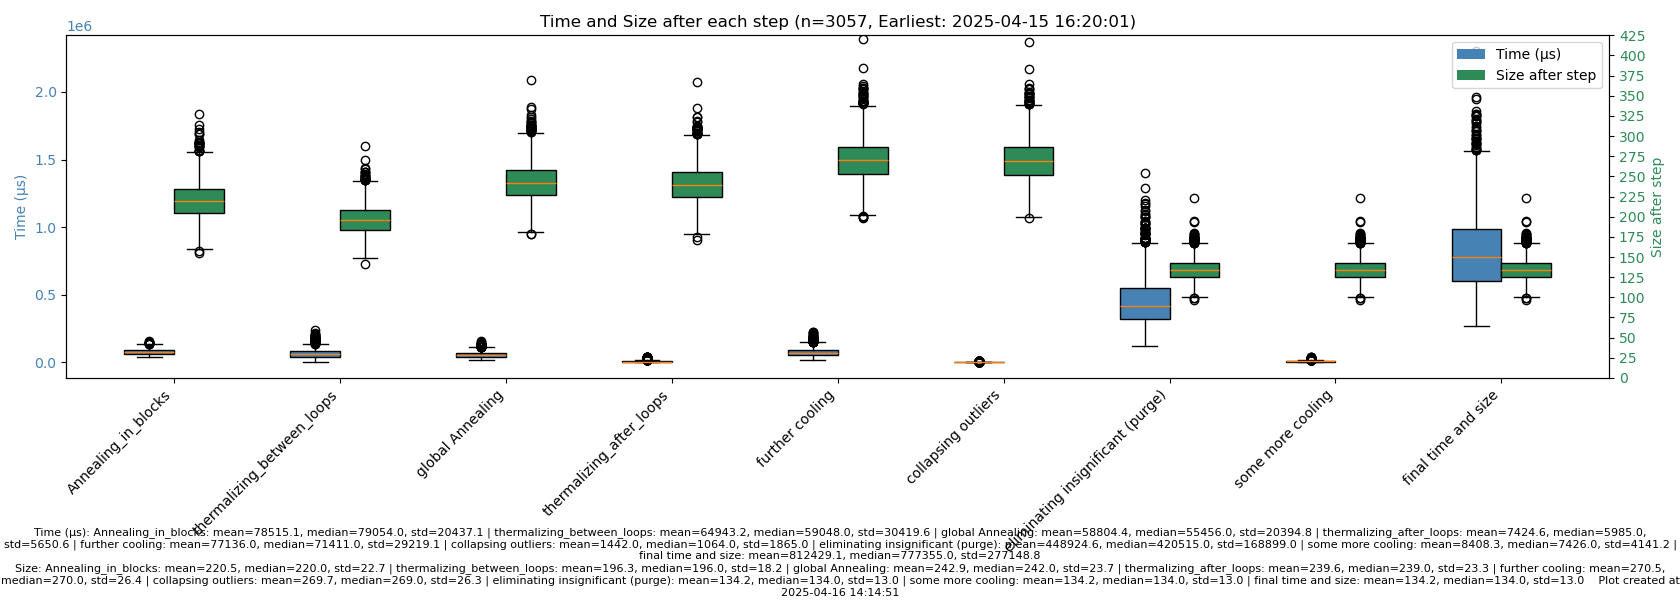 Time and Size after each step (n=3057, Earliest: 2025-04-15 16:20:01)
1e6
Time (μs)
Size after step
2.0
1.5
1.0
0.5
0.0
Time (μs)
425
400
375
350
325
300
275
250
225
200
175
150
125
100
75
50
25
0
Size after step
Annealing_in_blocks
thermalizing_between_loops
global Annealing
thermalizing_after_loops
further cooling
collapsing outliers
eliminating insignificant (purge)
some more cooling
final time and size
Time (μs): Annealing_in_blocks: mean=78515.1, median=79054.0, std=20437.1 | thermalizing_between_loops: mean=64943.2, median=59048.0, std=30419.6 | global Annealing: mean=58804.4, median=55456.0, std=20394.8 | thermalizing_after_loops: mean=7424.6, median=5985.0,
std=5650.6 | further cooling: mean=77136.0, median=71411.0, std=29219.1 | collapsing outliers: mean=1442.0, median=1064.0, std=1865.0 | eliminating insignificant (purge): mean=448924.6, median=420515.0, std=168899.0 | some more cooling: mean=8408.3, median=7426.0, std=4141.2 |
final time and size: mean=812429.1, median=777355.0, std=277148.8
Size: Annealing_in_blocks: mean=220.5, median=220.0, std=22.7 | thermalizing_between_loops: mean=196.3, median=196.0, std=18.2 | global Annealing: mean=242.9, median=242.0, std=23.7 | thermalizing_after_loops: mean=239.6, median=239.0, std=23.3 | further cooling: mean=270.5,
median=270.0, std=26.4 | collapsing outliers: mean=269.7, median=269.0, std=26.3 | eliminating insignificant (purge): mean=134.2, median=134.0, std=13.0 | some more cooling: mean=134.2, median=134.0, std=13.0 | final time and size: mean=134.2, median=134.0, std=13.0 Plot created at
2025-04-16 14:14:51